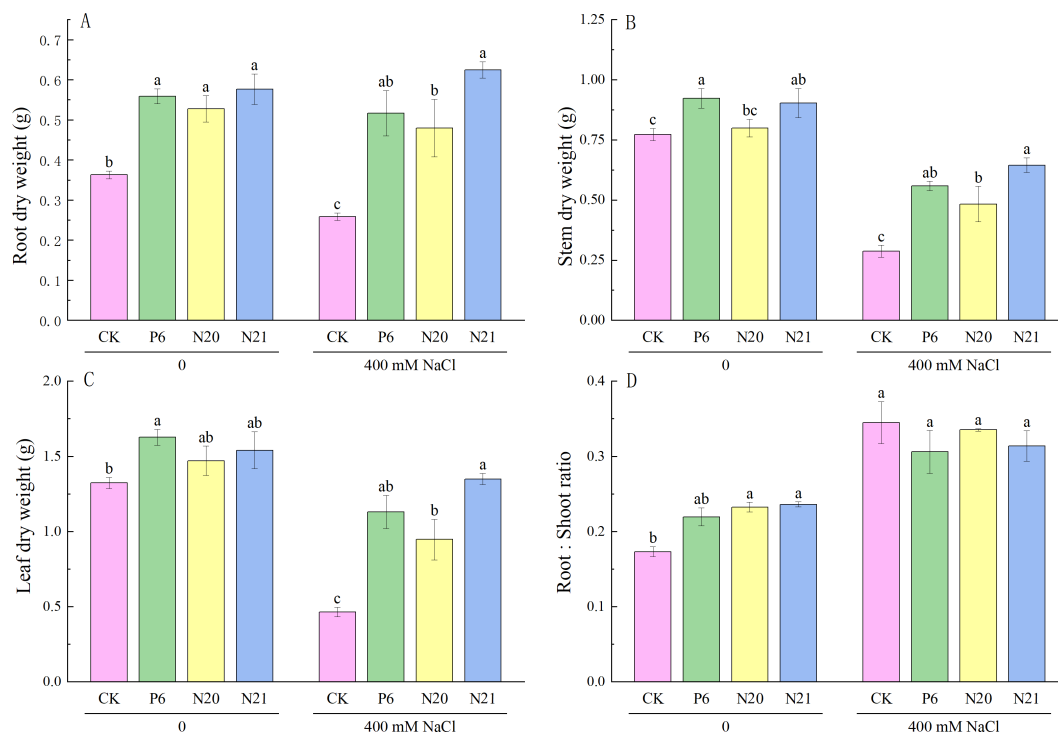 A
Root dry weight (g)
0.7
0.6
0.5
0.4
0.3
0.2
0.1
0.0
b
a
a
a
c
ab
b
a
CK P6 N20 N21 CK P6 N20 N21
0 400 mM NaCl
B
Stem dry weight (g)
1.25
1.00
0.75
0.50
0.25
0.00
c
a
bc
ab
c
ab
b
a
CK P6 N20 N21 CK P6 N20 N21
0 400 mM NaCl
C
Leaf dry weight (g)
2.0
1.5
1.0
0.5
0.0
b
a
ab
ab
c
ab
b
a
CK P6 N20 N21 CK P6 N20 N21
0 400 mM NaCl
D
Root : Shoot ratio
0.4
0.3
0.2
0.1
0.0
b
ab
a
a
a
a
a
a
CK P6 N20 N21 CK P6 N20 N21
0 400 mM NaCl